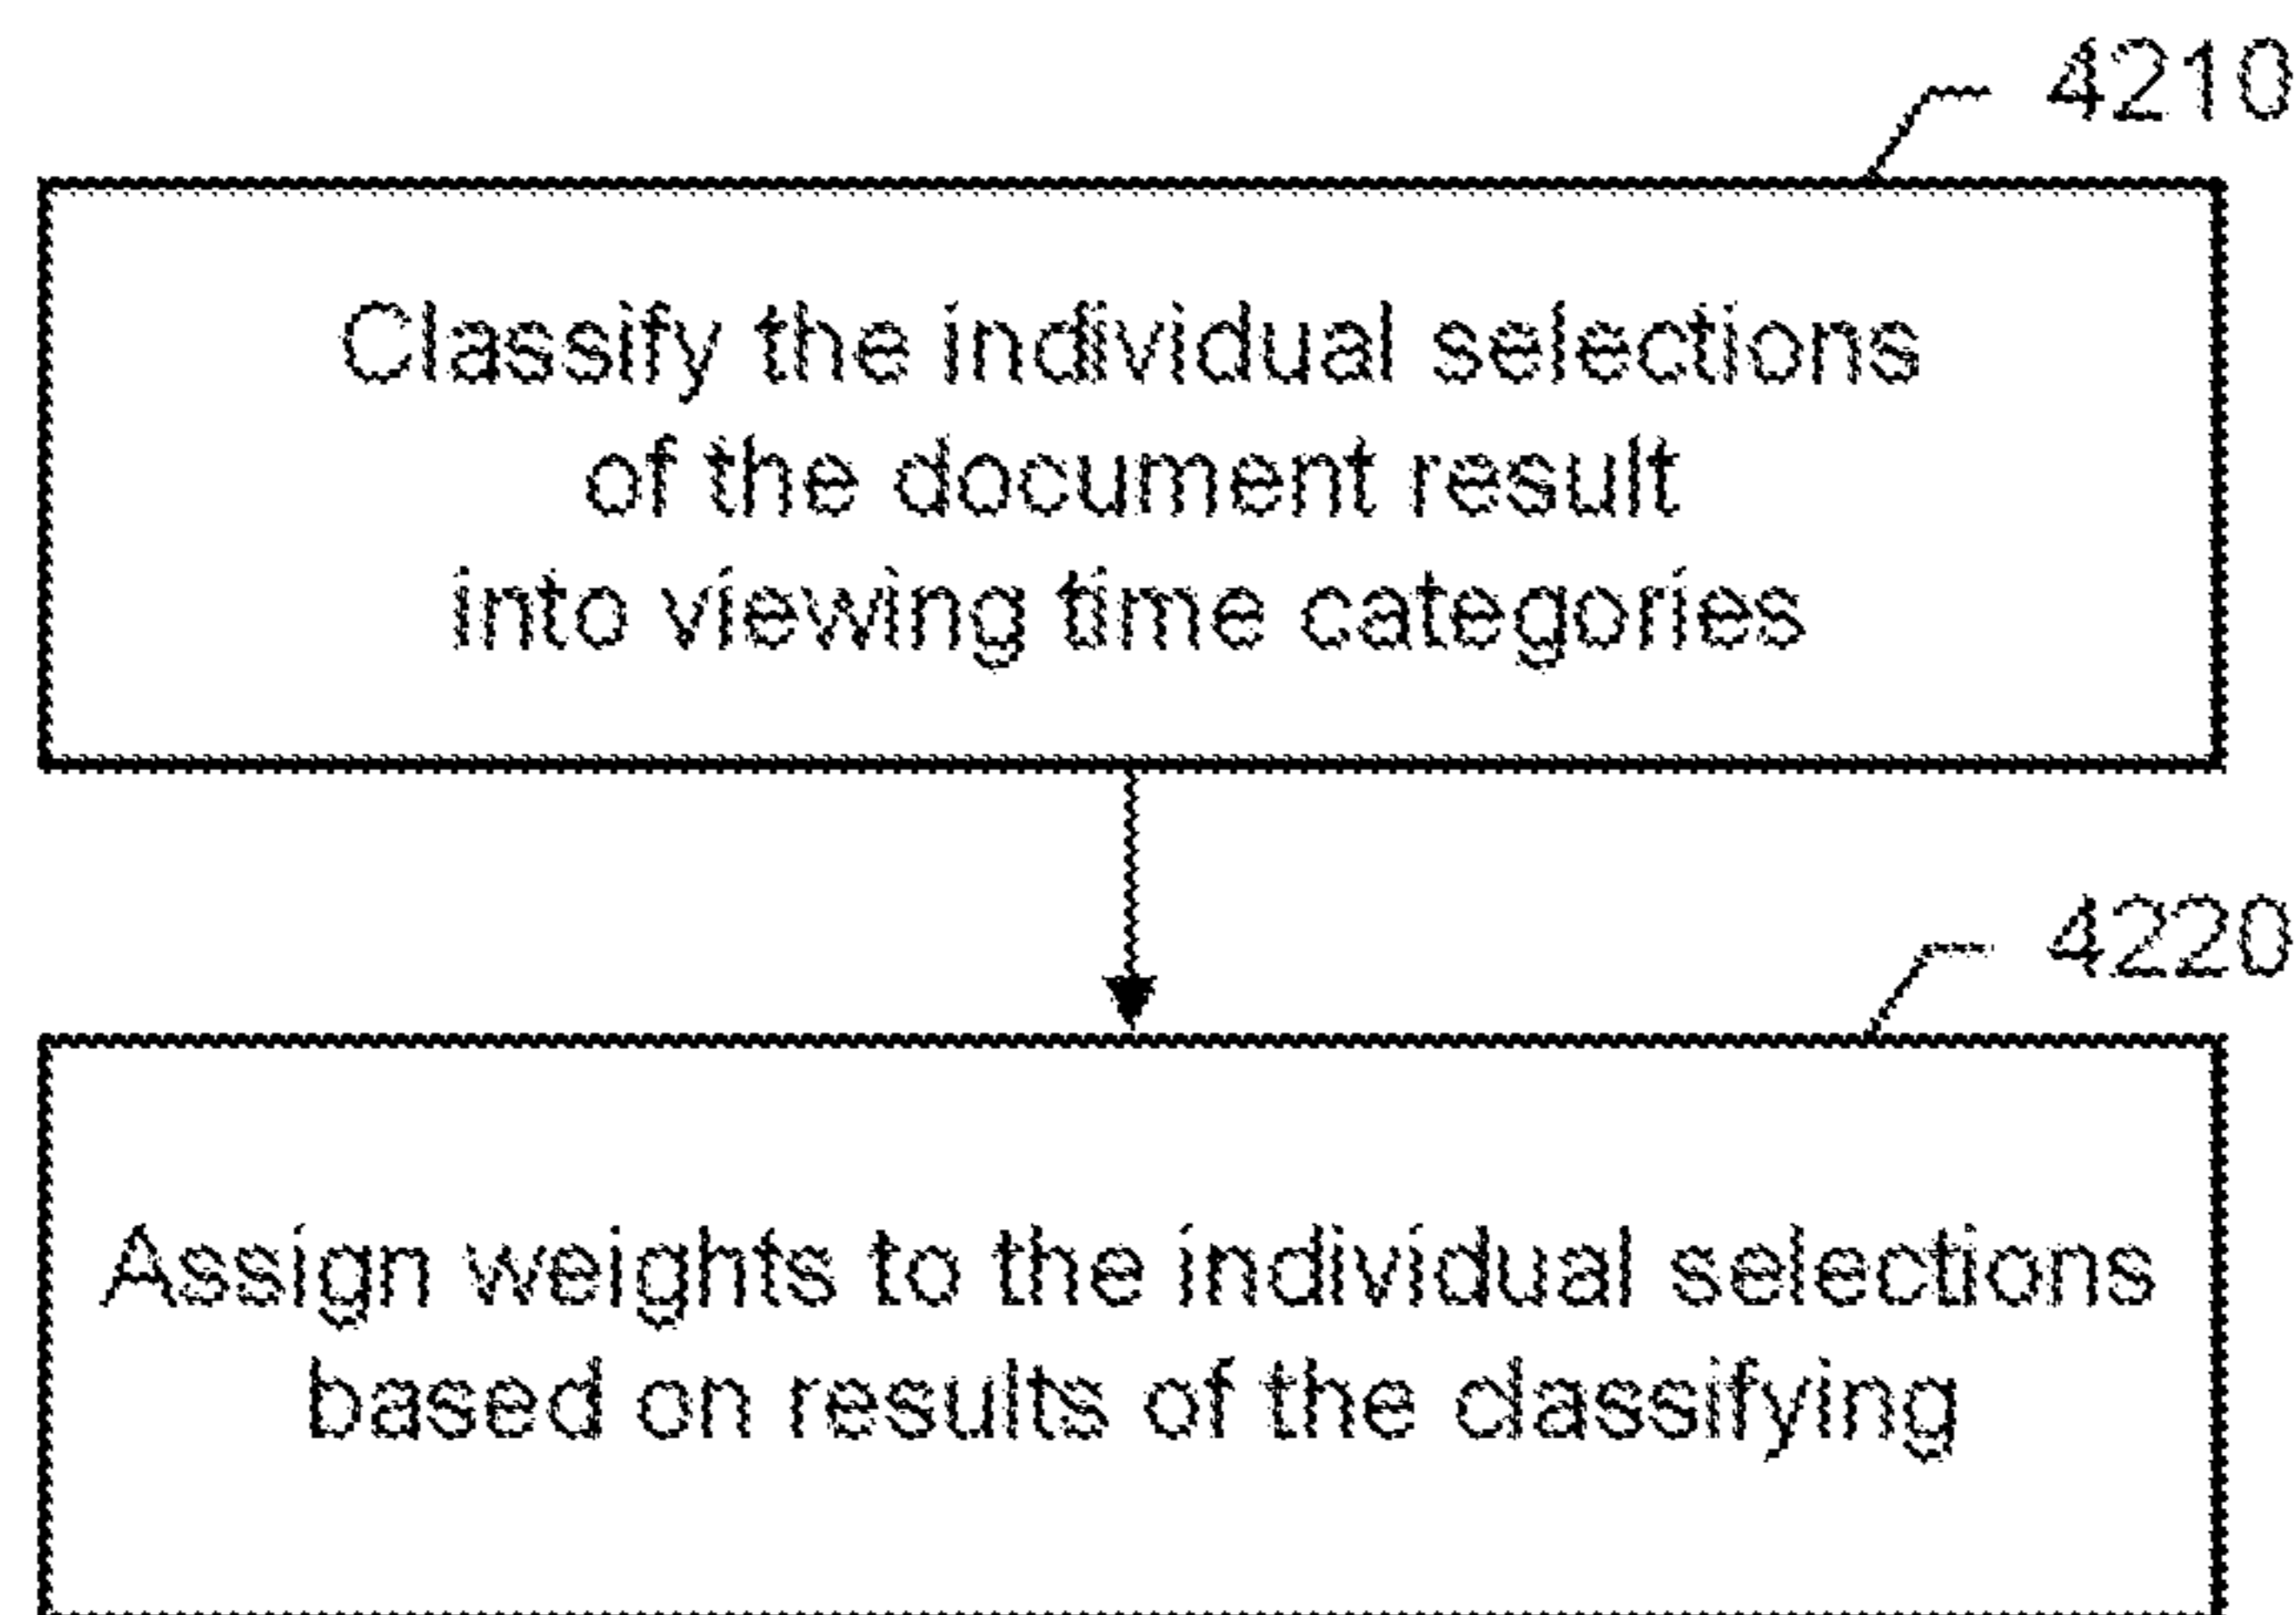 4210
Classify the individual selections
of the document result
into viewing time categories
4220
Assign weights to the individual selections
based on results of the classifying